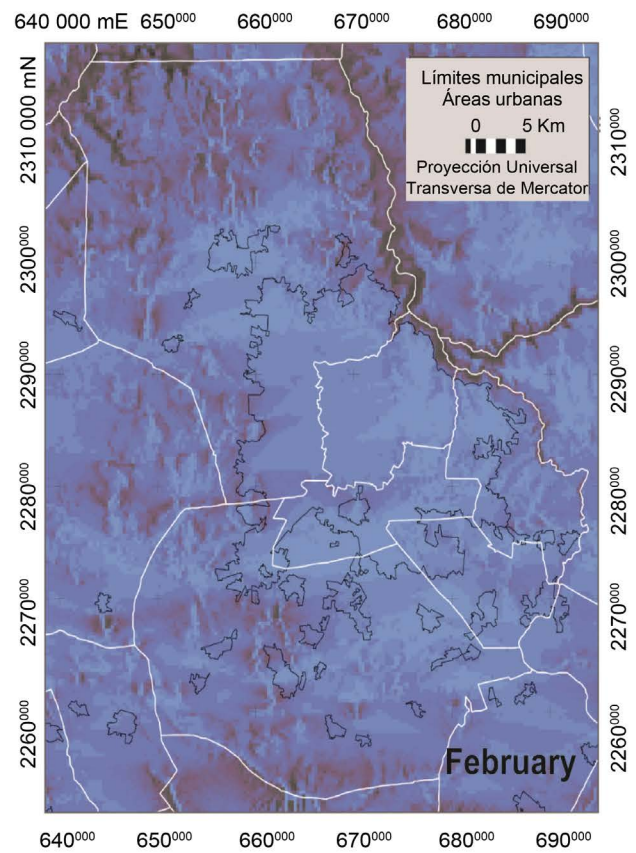 640 000 mE 650⁰⁰⁰ 660⁰⁰⁰ 670⁰⁰⁰ 680⁰⁰⁰ 690⁰⁰⁰
Límites municipales
Áreas urbanas
0 5 Km
Proyección Universal
Transversa de Mercator
2310 000 mN
2300⁰⁰⁰
2290⁰⁰⁰
2280⁰⁰⁰
2270⁰⁰⁰
2260⁰⁰⁰
2310⁰⁰⁰
2300⁰⁰⁰
2290⁰⁰⁰
2280⁰⁰⁰
2270⁰⁰⁰
2260⁰⁰⁰
February
640⁰⁰⁰ 650⁰⁰⁰ 660⁰⁰⁰ 670⁰⁰⁰ 680⁰⁰⁰ 690⁰⁰⁰